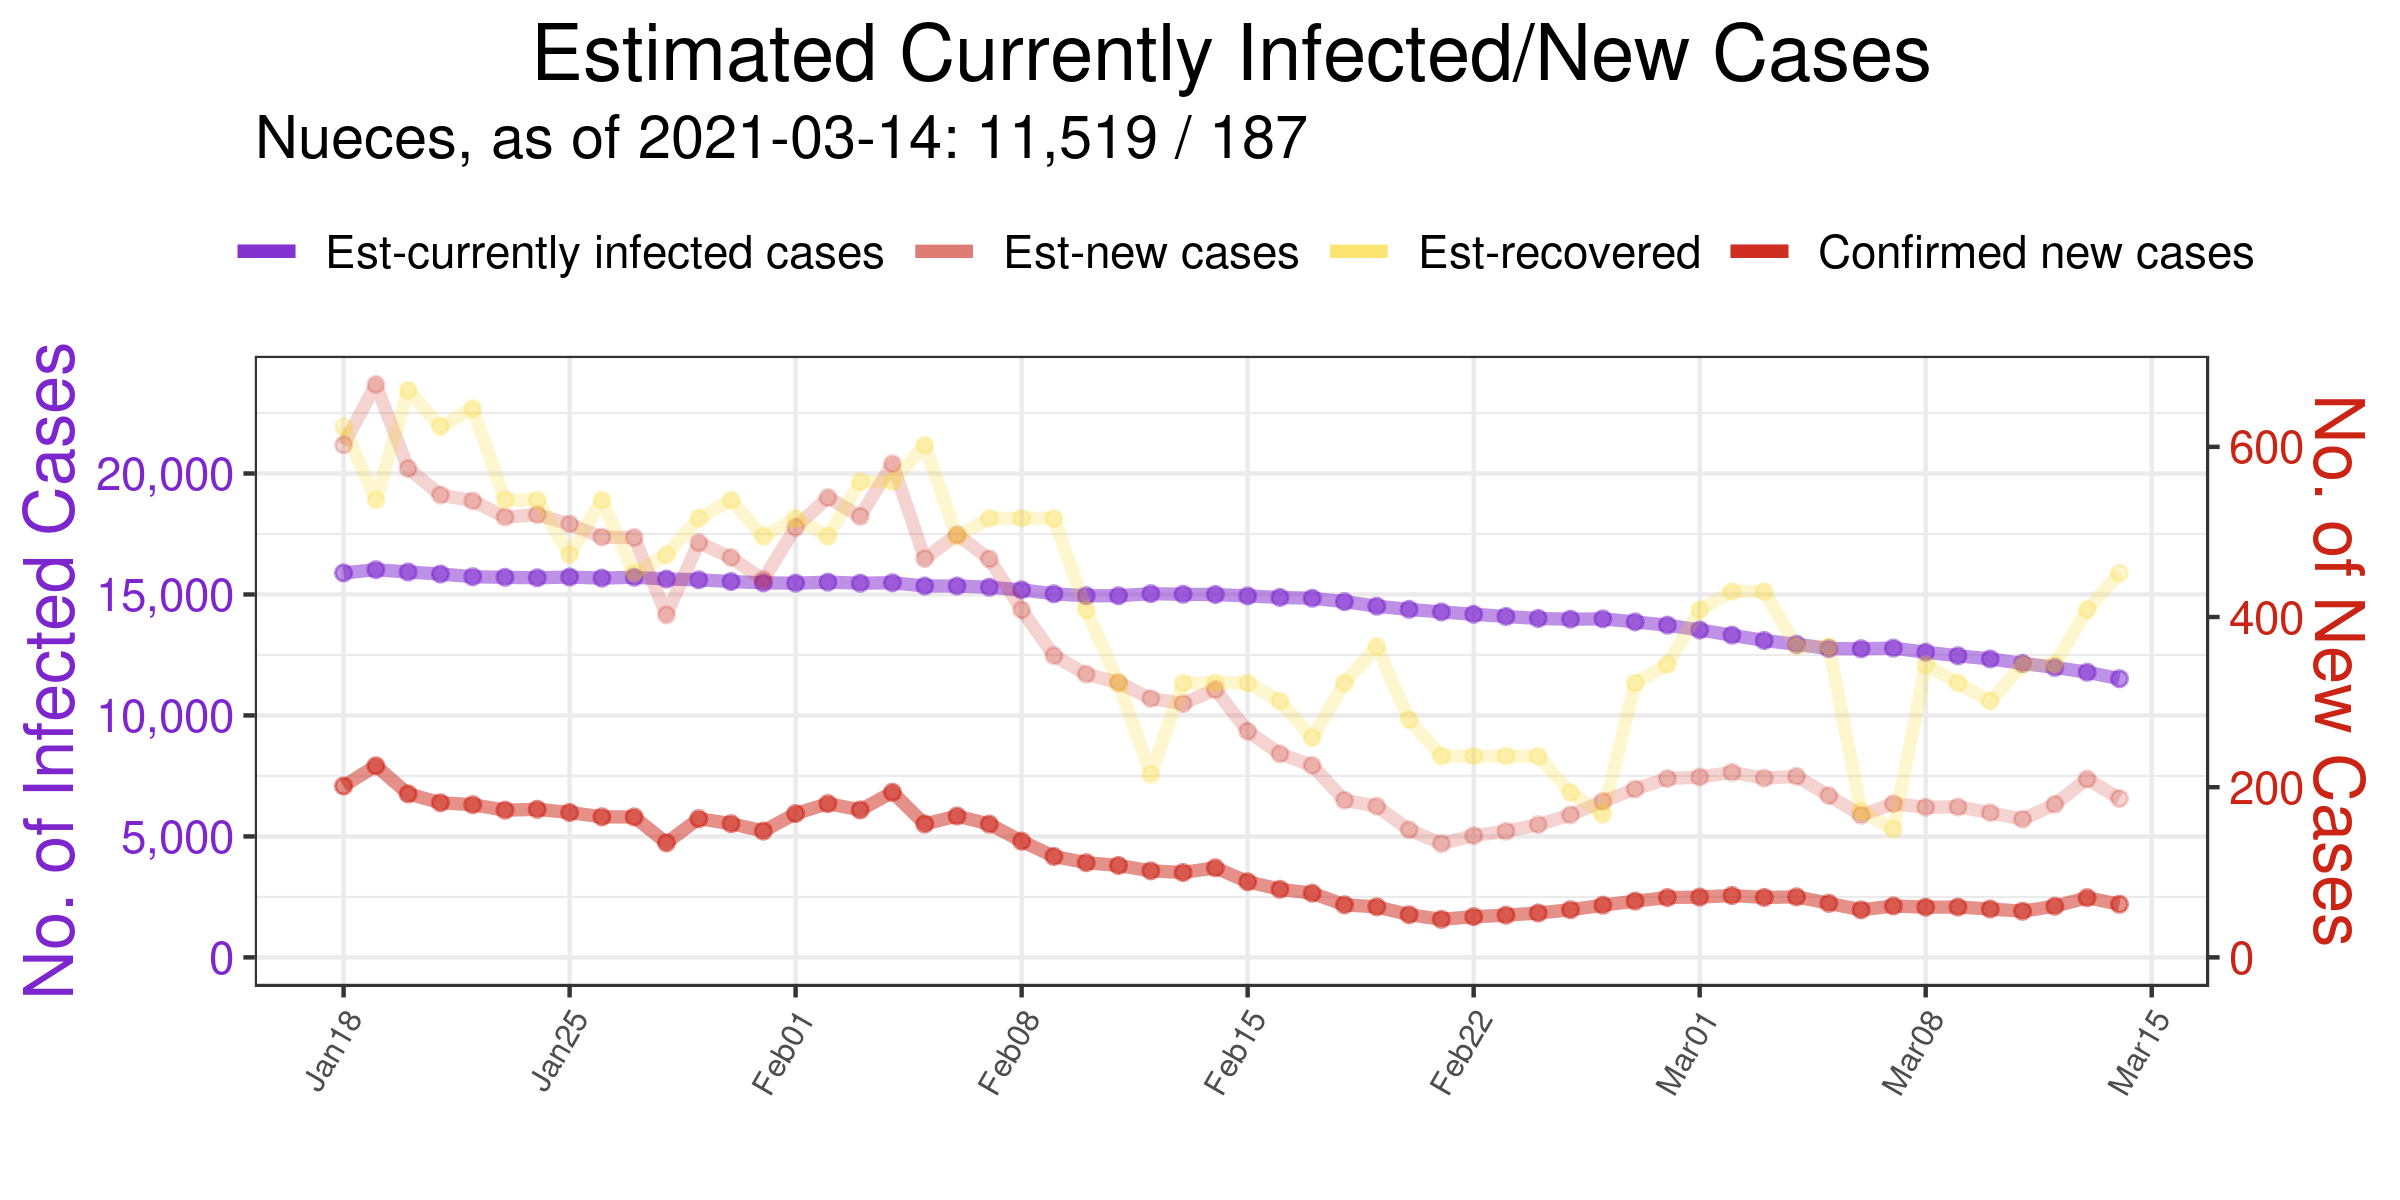 Estimated Currently Infected/New Cases
Nueces, as of 2021-03-14: 11,519 / 187
Est-currently infected cases
Est-new cases
Est-recovered
Confirmed new cases
No. of Infected Cases
20,000
15,000
10,000
5,000
0
600
400
200
0
No. of New Cases
Jan18
Jan25
Feb01
Feb08
Feb15
Feb22
Mar01
Mar08
Mar15